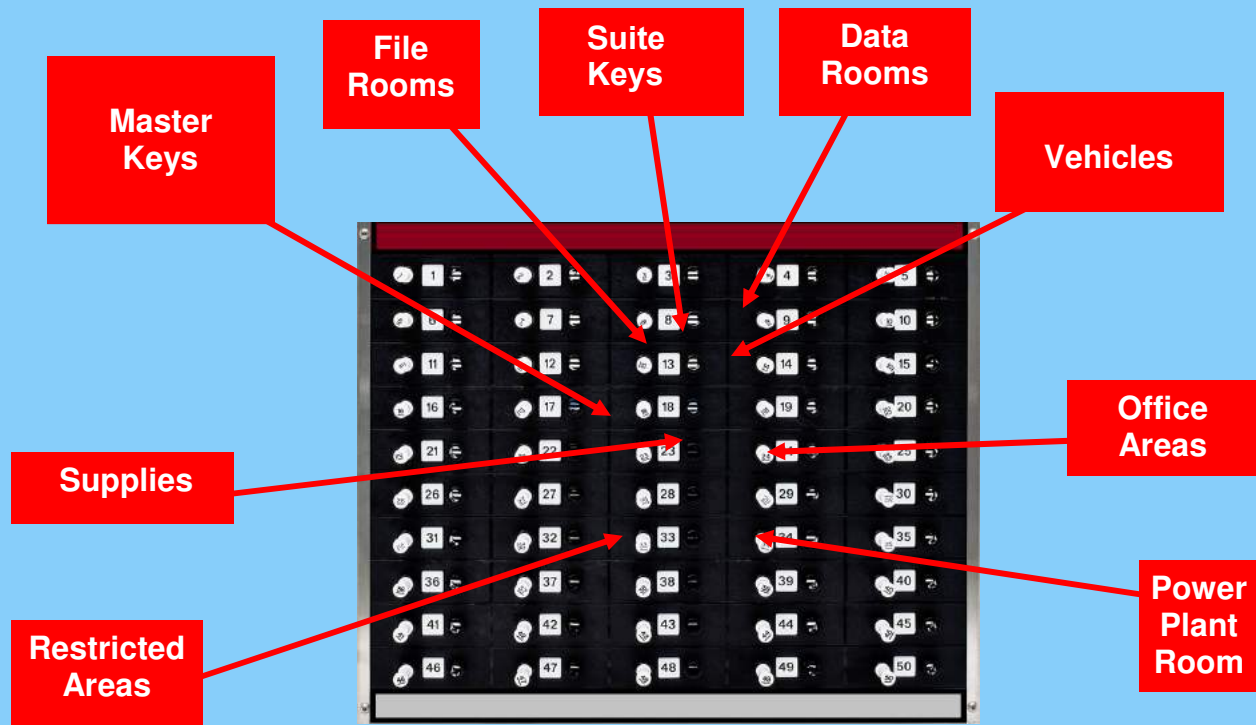 File
Rooms
Suite
Keys
Data
Rooms
Master
Keys
Vehicles
1 2 3 4 5
6 7 8 9 10
11 12 13 14 15
16 17 18 19 20
Office
Areas
21 22 23 25
Supplies
26 27 28 29 30
31 32 33 34 35
36 37 38 39 40
Power
Plant
Room
41 42 43 44 45
Restricted
Areas
46 47 48 49 50